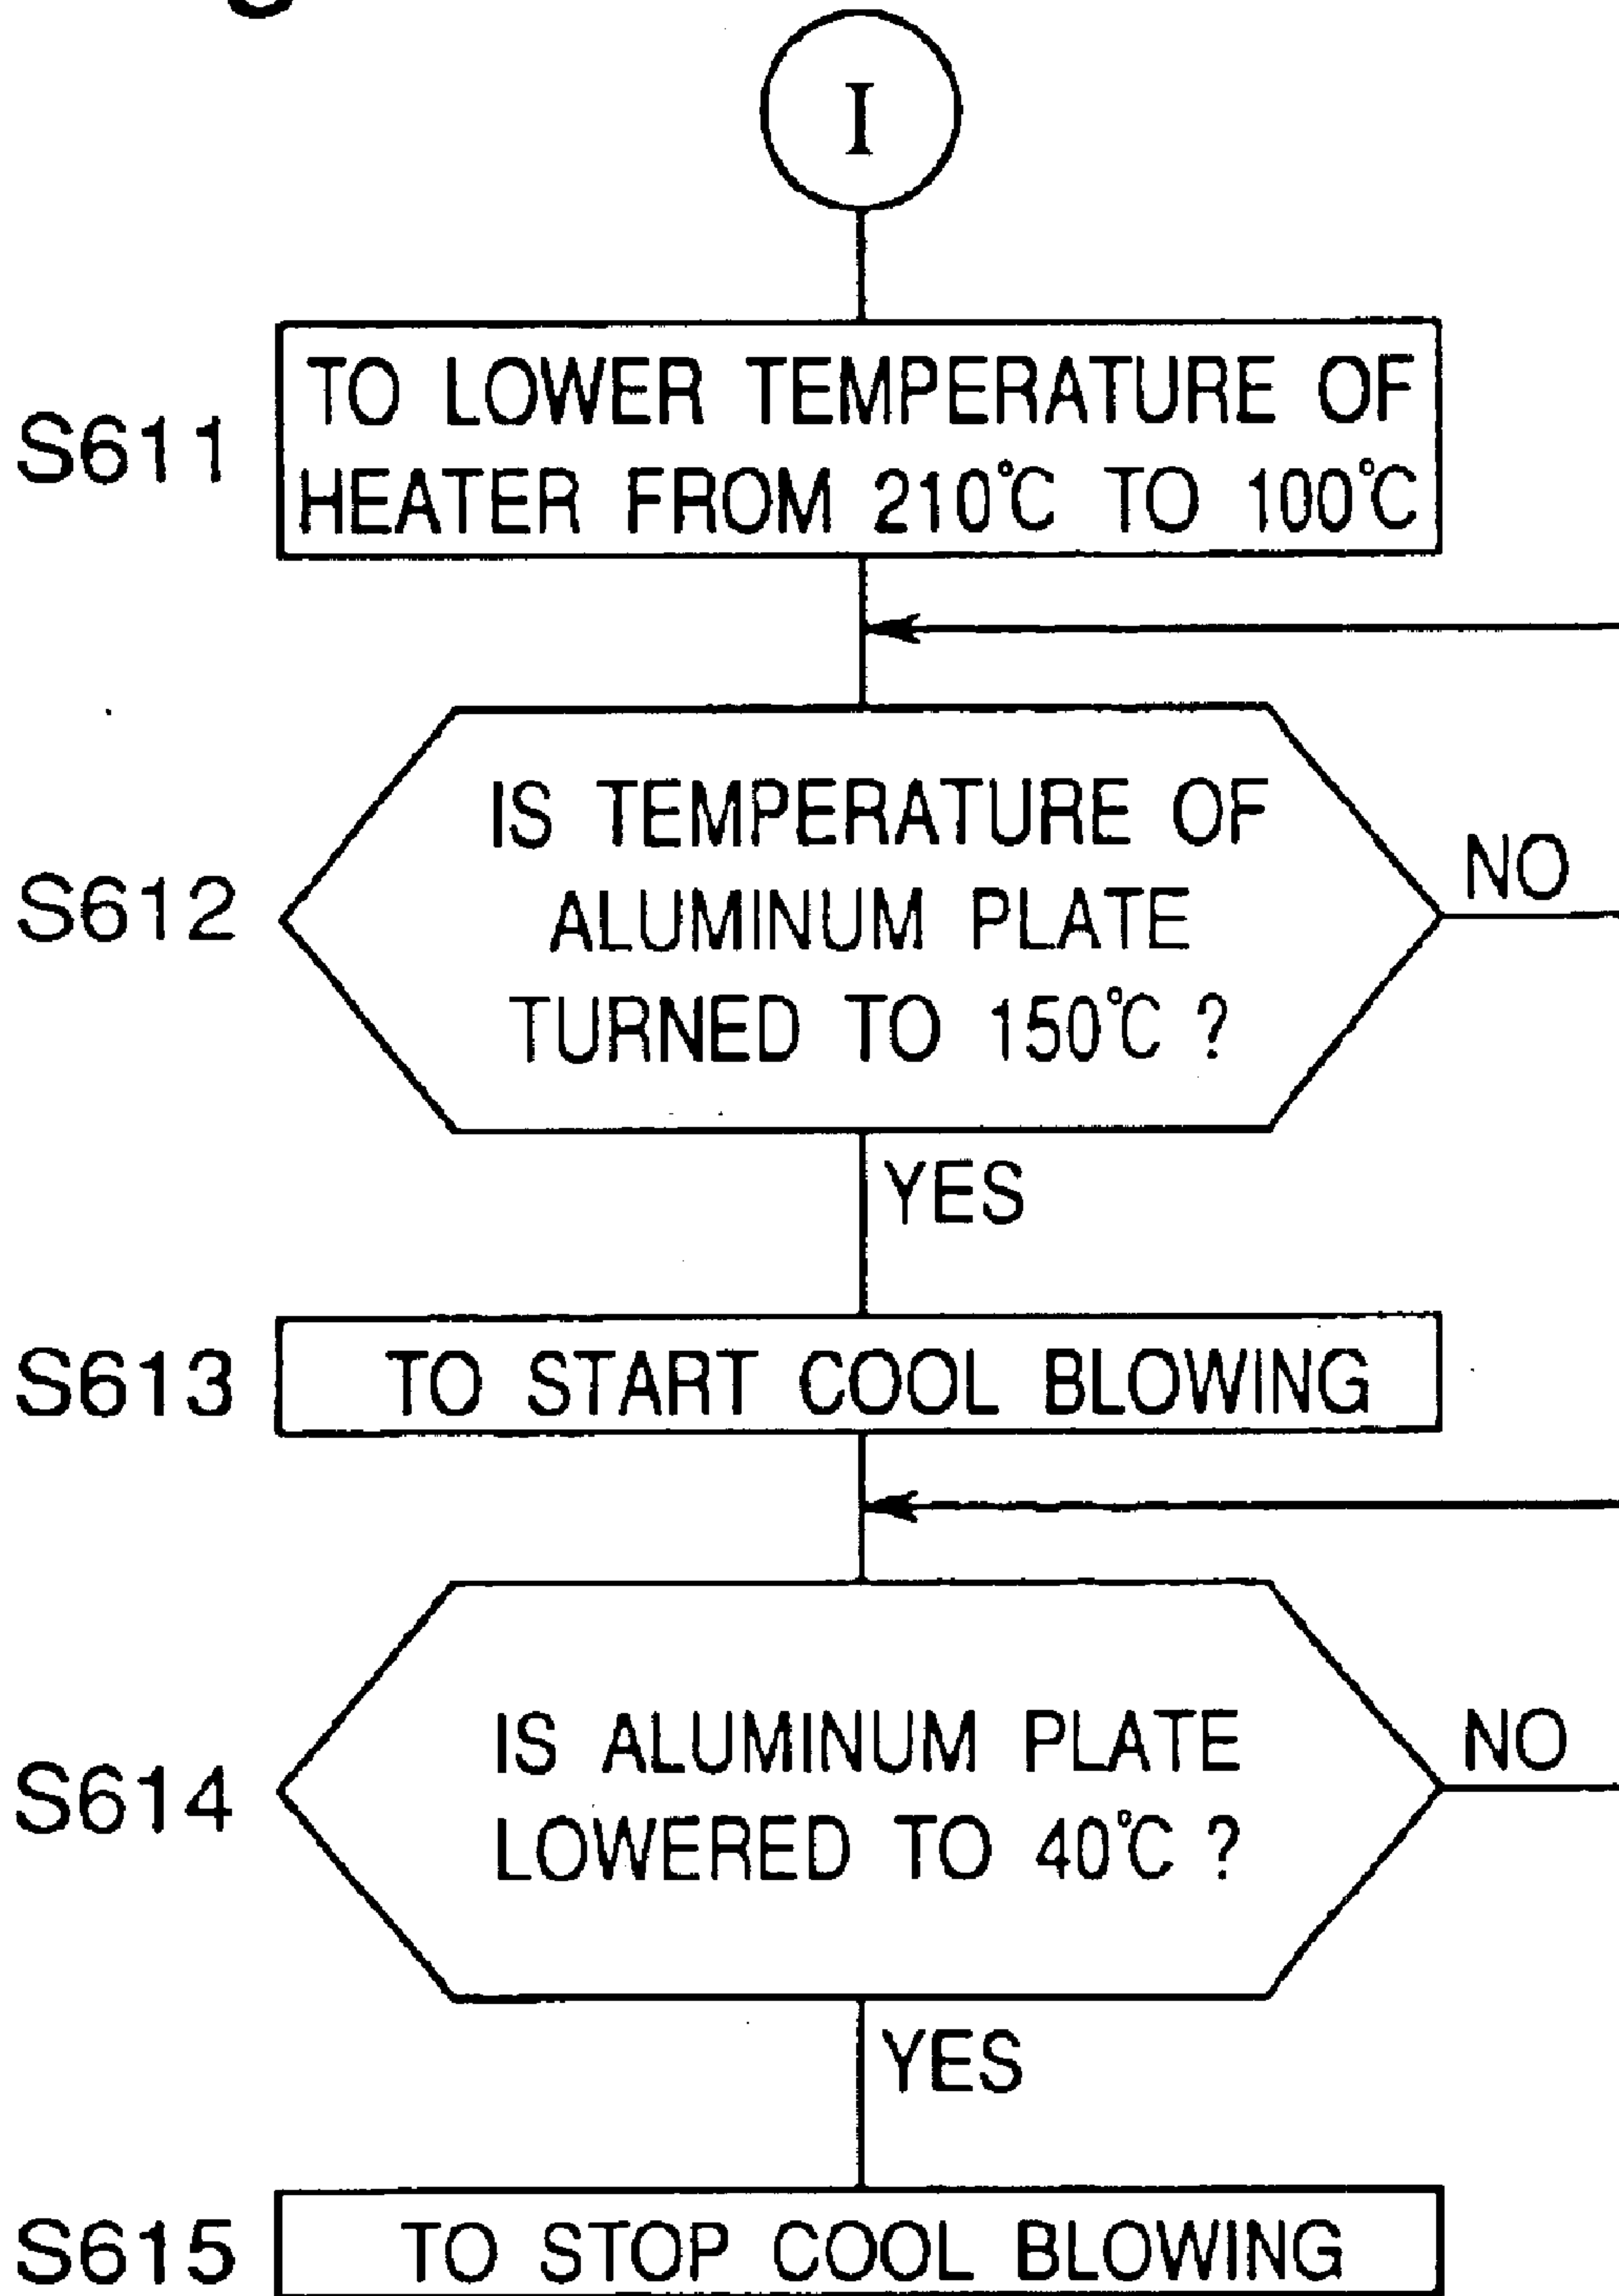 I
S611
TO LOWER TEMPERATURE OF
HEATER FROM 210℃ TO 100℃
S612
IS TEMPERATURE OF
ALUMINUM PLATE
TURNED TO 150℃ ?
NO
YES
S613
TO START COOL BLOWING
S614
IS ALUMINUM PLATE
LOWERED TO 40℃ ?
NO
YES
S615
TO STOP COOL BLOWING